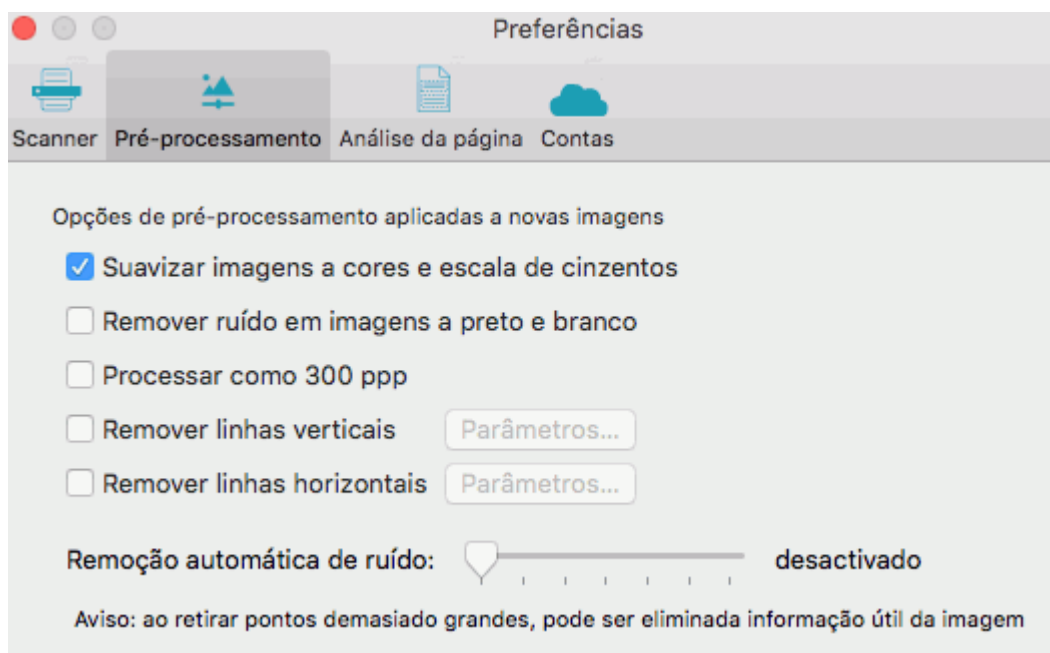 Preferências
Scanner Pré-processamento Análise da página Contas
Opções de pré-processamento aplicadas a novas imagens
Suavizar imagens a cores e escala de cinzentos
Remover ruído em imagens a preto e branco
Processar como 300 ppp
Remover linhas verticais Parâmetros...
Remover linhas horizontais Parâmetros...
Remoção automática de ruído: desactivado
Aviso: ao retirar pontos demasiado grandes, pode ser eliminada informação útil da imagem